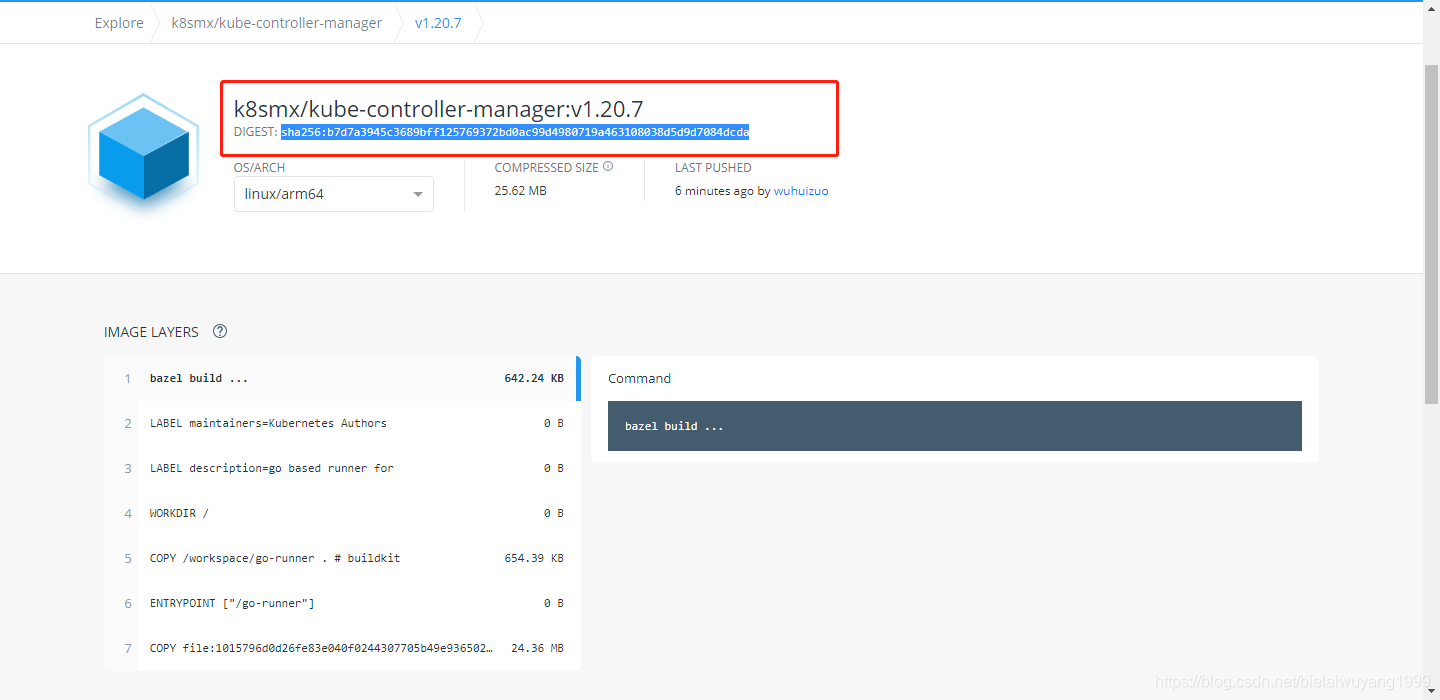 Explore k8smx/kube-controller-manager v1.20.7
k8smx/kube-controller-manager:v1.20.7
DIGEST: sha256:b7d7a3945c3689bff125769372bd0ac99d4980719a463108038d5d9d7084dcda
OS/ARCH
linux/arm64
COMPRESSED SIZE
25.62 MB
LAST PUSHED
6 minutes ago by wuhuizuo
IMAGE LAYERS
1 bazel build ... 642.24 KB
2 LABEL maintainers=Kubernetes Authors 0 B
3 LABEL description=go based runner for 0 B
4 WORKDIR / 0 B
5 COPY /workspace/go-runner . # buildkit 654.39 KB
6 ENTRYPOINT ["/go-runner"] 0 B
7 COPY file:1015796d0d26fe83e040f0244307705b49e936502… 24.36 MB
Command
bazel build ...
https://blog.csdn.net/bielaiwuyang1999